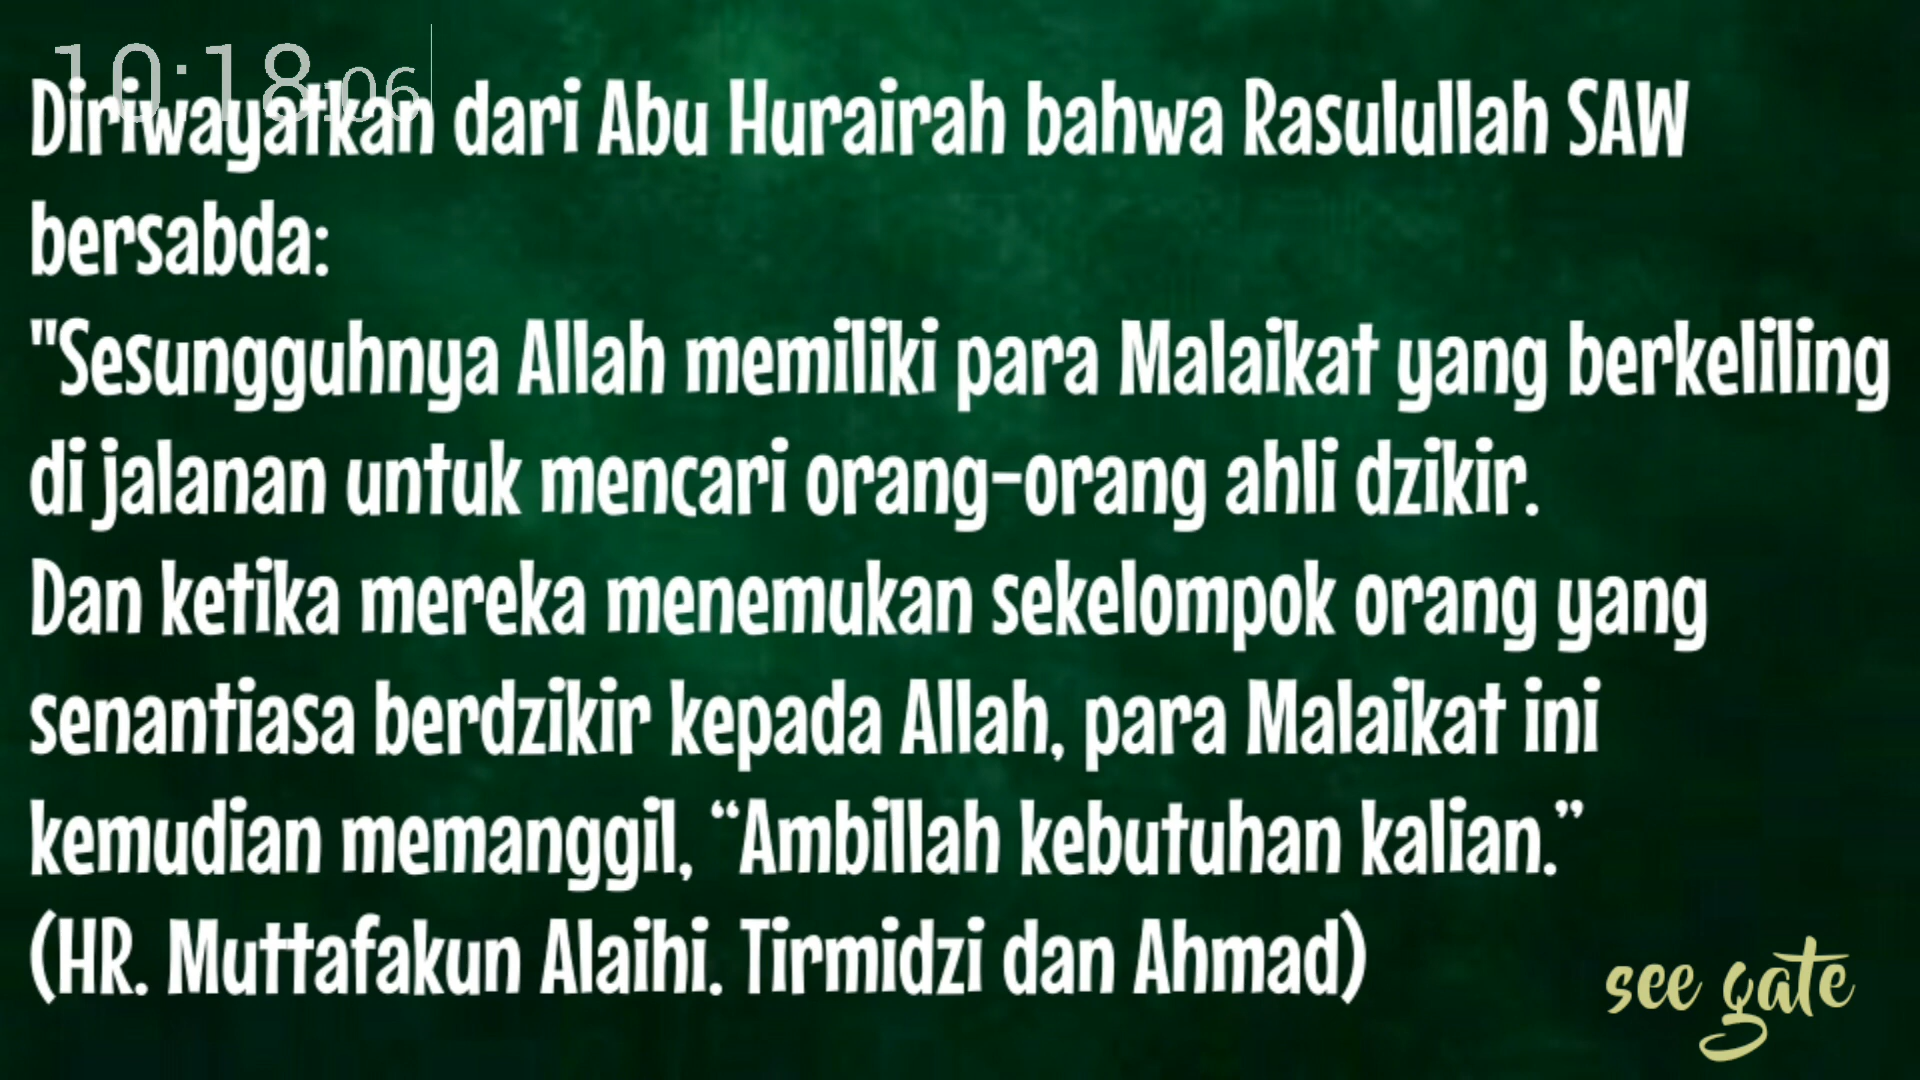 10:18:06
Diriwayatkan dari Abu Hurairah bahwa Rasulullah SAW
bersabda:
"Sesungguhnya Allah memiliki para Malaikat yang berkeliling
di jalanan untuk mencari orang-orang ahli dzikir.
Dan ketika mereka menemukan sekelompok orang yang
senantiasa berdzikir kepada Allah, para Malaikat ini
kemudian memanggil, “Ambillah kebutuhan kalian.”
(HR. Muttafakun Alaihi. Tirmidzi dan Ahmad)
see gate